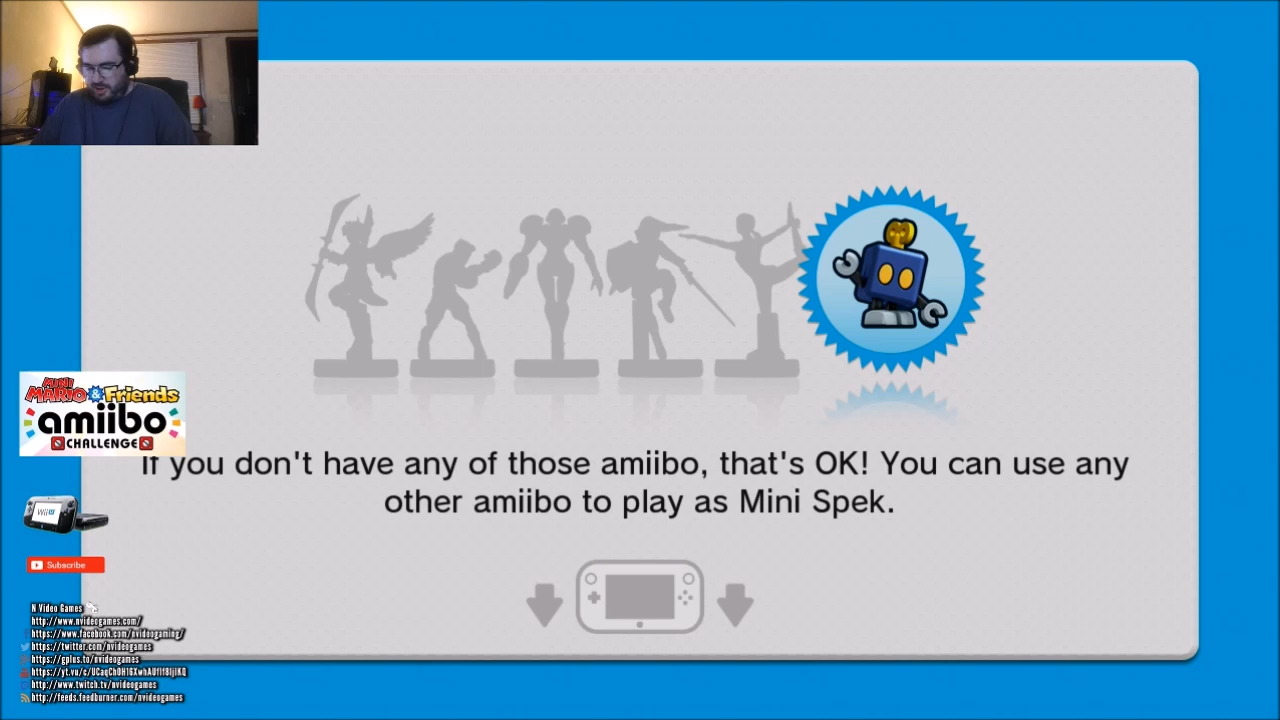 If you don't have any of those amiibo, that's OK! You can use any
other amiibo to play as Mini Spek.
MINI
MARIO & Friends
amiibo
CHALLENGE
Wii U
Subscribe
N Video Games
http://www.nvideogames.com/
https://www.facebook.com/nvideogaming/
https://twitter.com/nvideogames
https://gplus.to/nvideogames
http://www.twitch.tv/nvideogames
http://feeds.feedburner.com/nvideogames